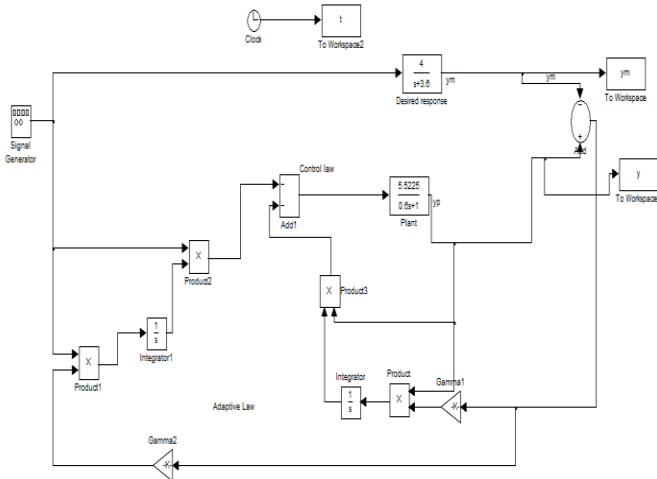 t
Clock
To Workspace2
4
s+3.6
ym
Desired response
ym
ym
To Workspace
Signal
Generator
−
+
Add
Control law
−
−
Add1
5.5225
0.6s+1
yp
Plant
y
To Workspace
X
Product2
X
Product3
1
s
Integrator1
X
Product1
Integrator
1
s
Product
X
Gamma1
-K-
Adaptive Law
Gamma2
-K-